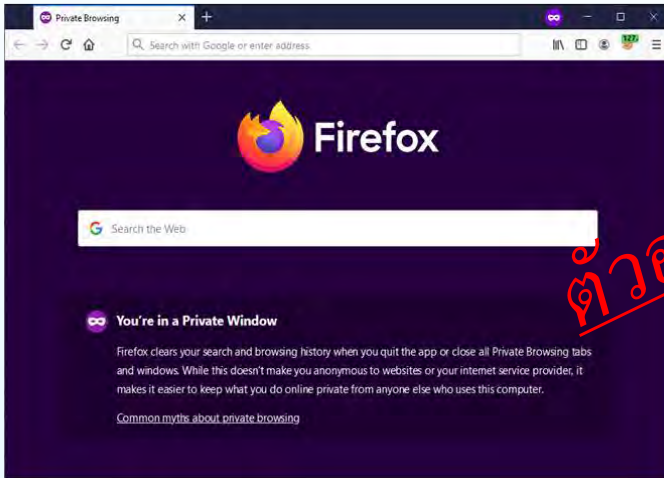 Private Browsing
Search with Google or enter address
127.
Firefox
Search the Web
You're in a Private Window
Firefox clears your search and browsing history when you quit the app or close all Private Browsing tabs
and windows. While this doesn't make you anonymous to websites or your internet service provider, it
makes it easier to keep what you do online private from anyone else who uses this computer.
Common myths about private browsing